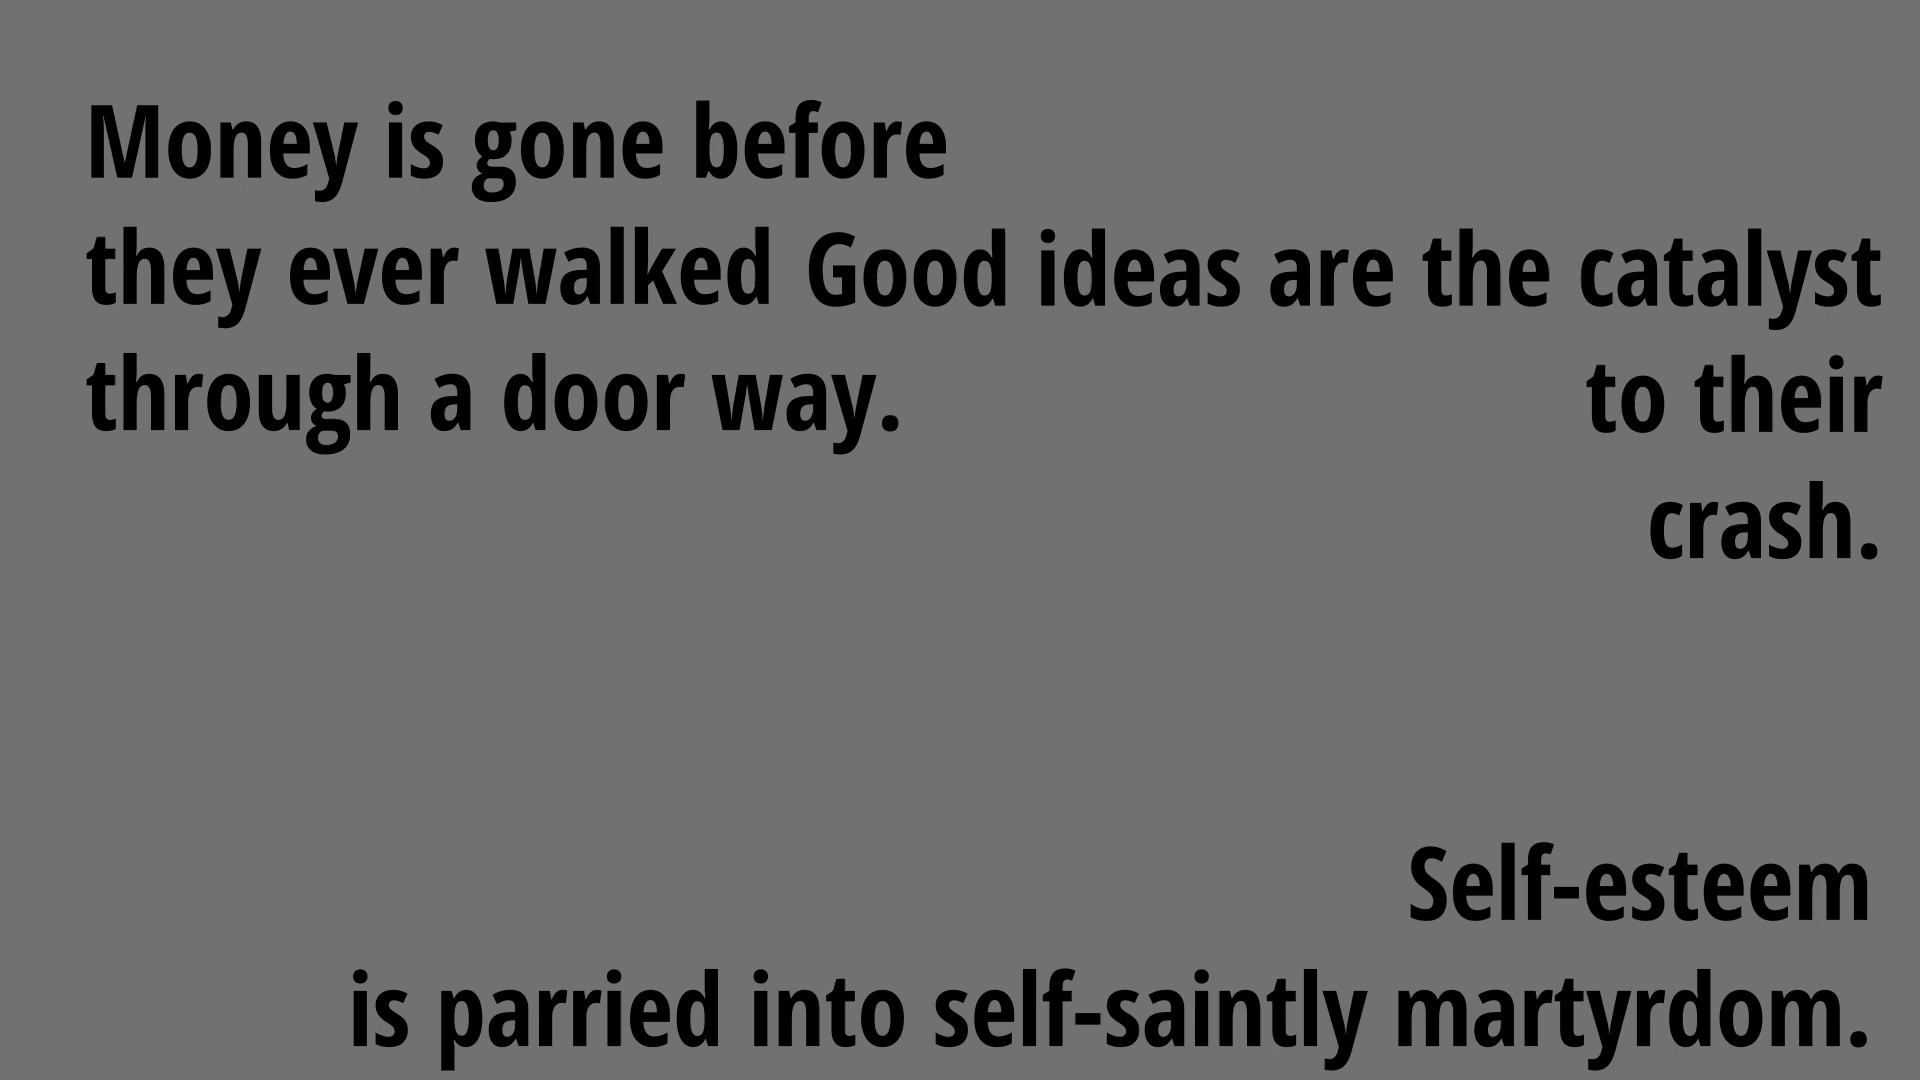 Money is gone before
they ever walked
through a door way.
Good ideas are the catalyst
to their
crash.
Self-esteem
is parried into self-saintly martyrdom.